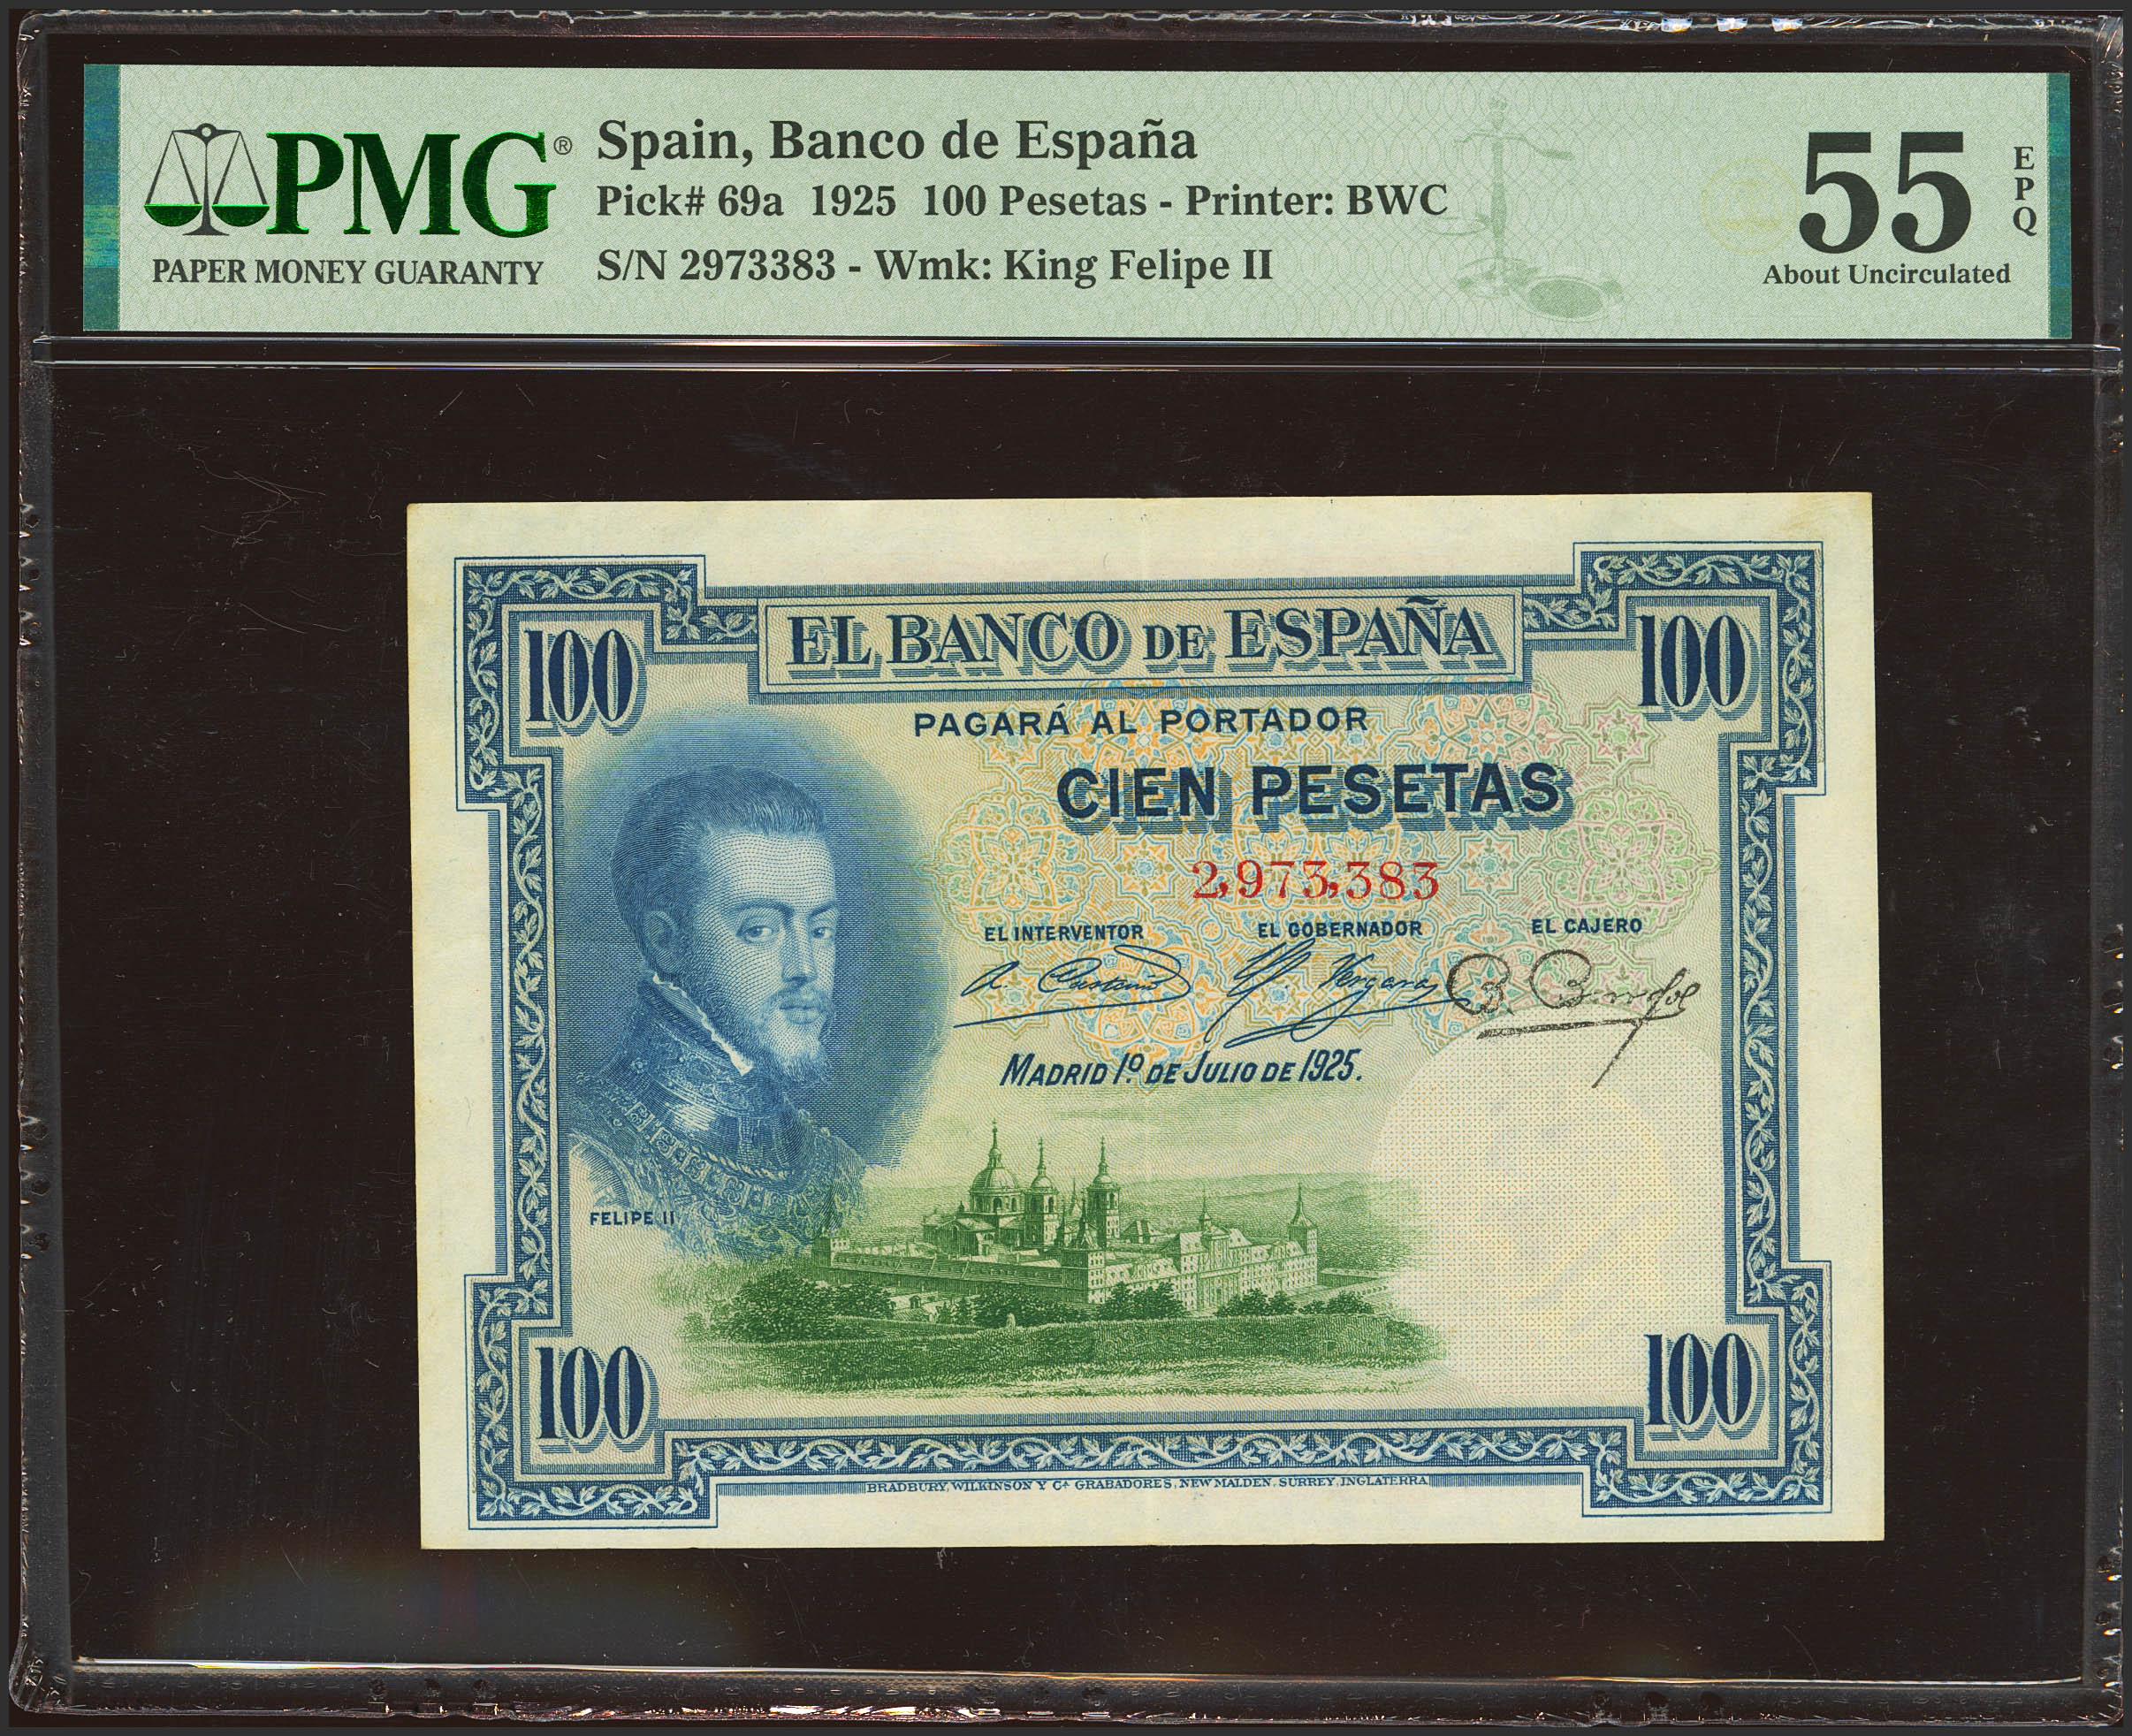 PMG®
PAPER MONEY GUARANTY
Spain, Banco de España
Pick# 69a 1925 100 Pesetas - Printer: BWC
S/N 2973383 - Wmk: King Felipe II
55
EPQ
About Uncirculated
100
EL BANCO DE ESPAÑA
100
PAGARÁ AL PORTADOR
CIEN PESETAS
2,973,383
EL INTERVENTOR
EL GOBERNADOR
EL CAJERO
MADRID 1º DE JULIO DE 1925.
FELIPE II
100
100
BRADBURY, WILKINSON Y Cª GRABADORES, NEW MALDEN, SURREY, INGLATERRA